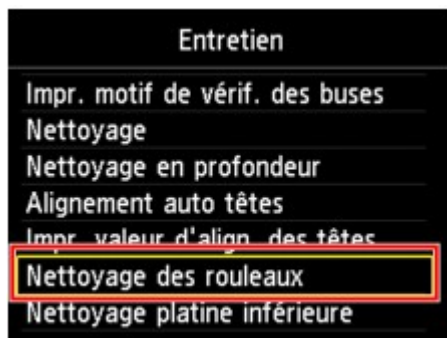 Entretien
Impr. motif de vérif. des buses
Nettoyage
Nettoyage en profondeur
Alignement auto têtes
Impr. valeur d'align. des têtes
Nettoyage des rouleaux
Nettoyage platine inférieure